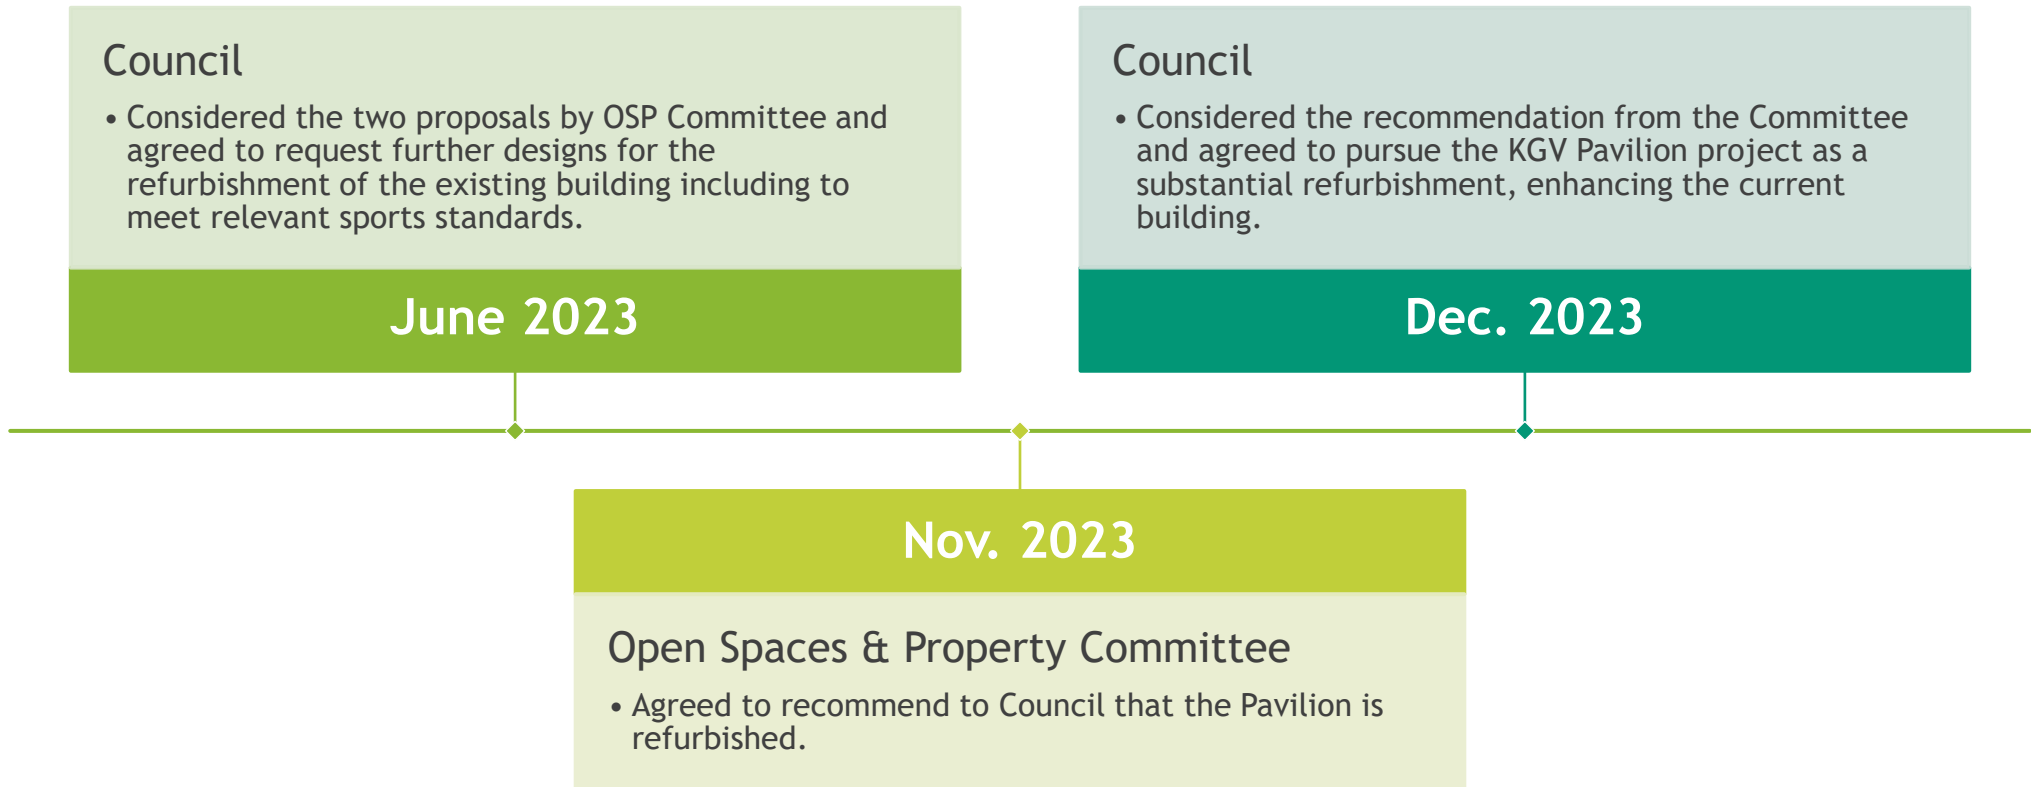 Council
• Considered the two proposals by OSP Committee and
agreed to request further designs for the
refurbishment of the existing building including to
meet relevant sports standards.
June 2023
Council
• Considered the recommendation from the Committee
and agreed to pursue the KGV Pavilion project as a
substantial refurbishment, enhancing the current
building.
Dec. 2023
Nov. 2023
Open Spaces & Property Committee
• Agreed to recommend to Council that the Pavilion is
refurbished.